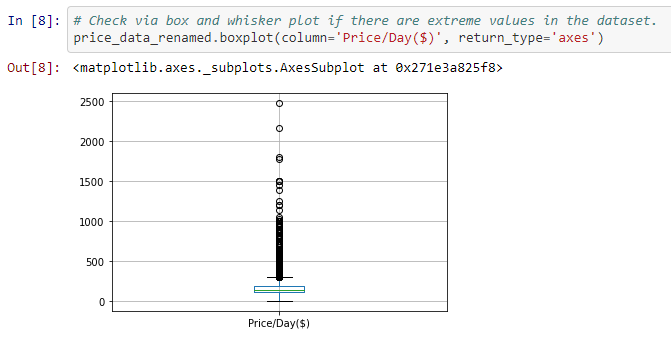 In [8]: # Check via box and whisker plot if there are extreme values in the dataset.
price_data_renamed.boxplot(column='Price/Day($)', return_type='axes')
Out[8]: <matplotlib.axes._subplots.AxesSubplot at 0x271e3a825f8>
2500
2000
1500
1000
500
0
Price/Day($)